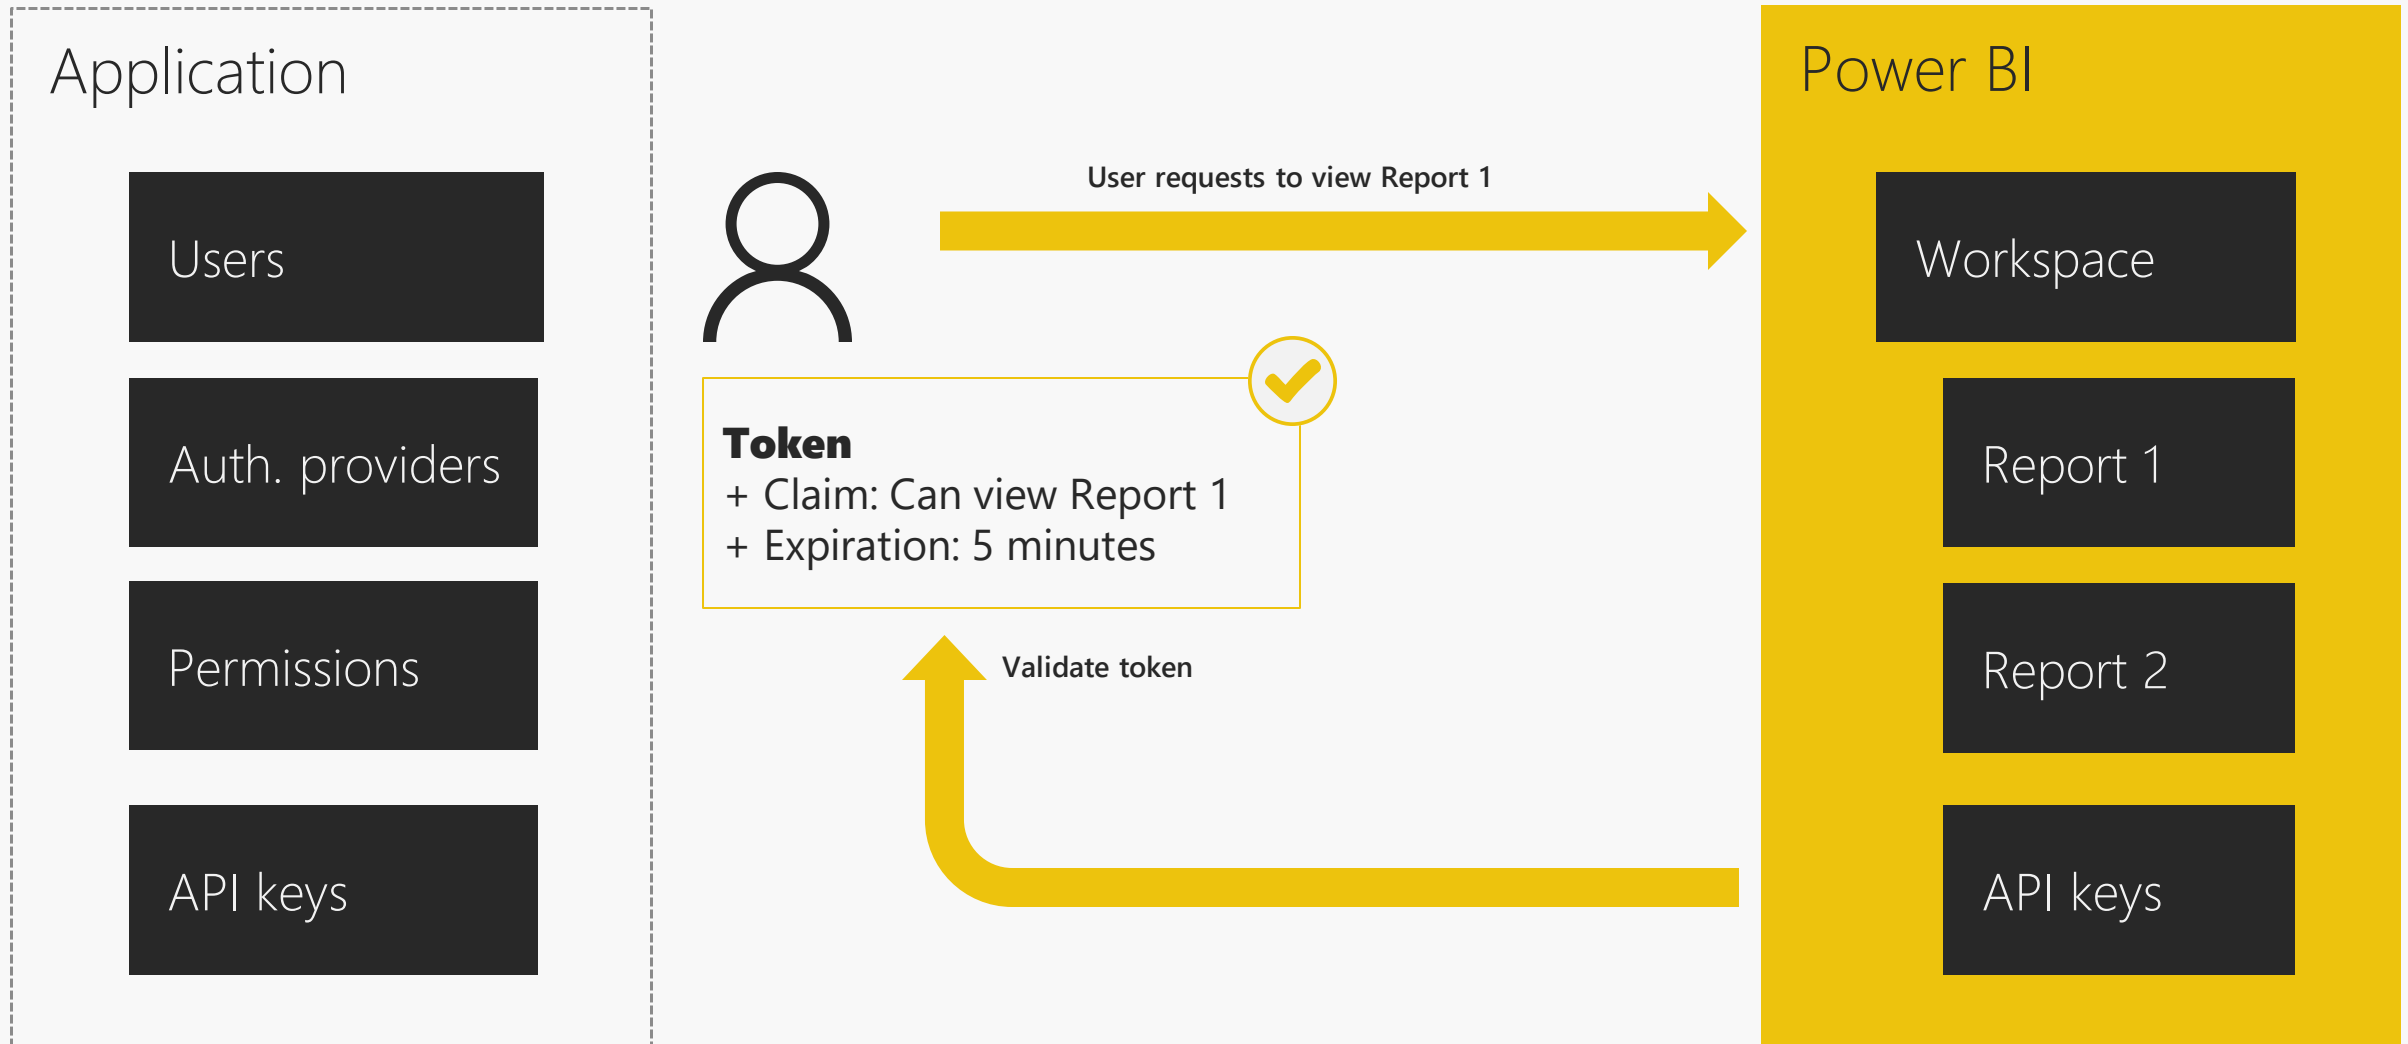 Application
Users
Auth. providers
Permissions
API keys
User requests to view Report 1
Token
+ Claim: Can view Report 1
+ Expiration: 5 minutes
Validate token
Power BI
Workspace
Report 1
Report 2
API keys